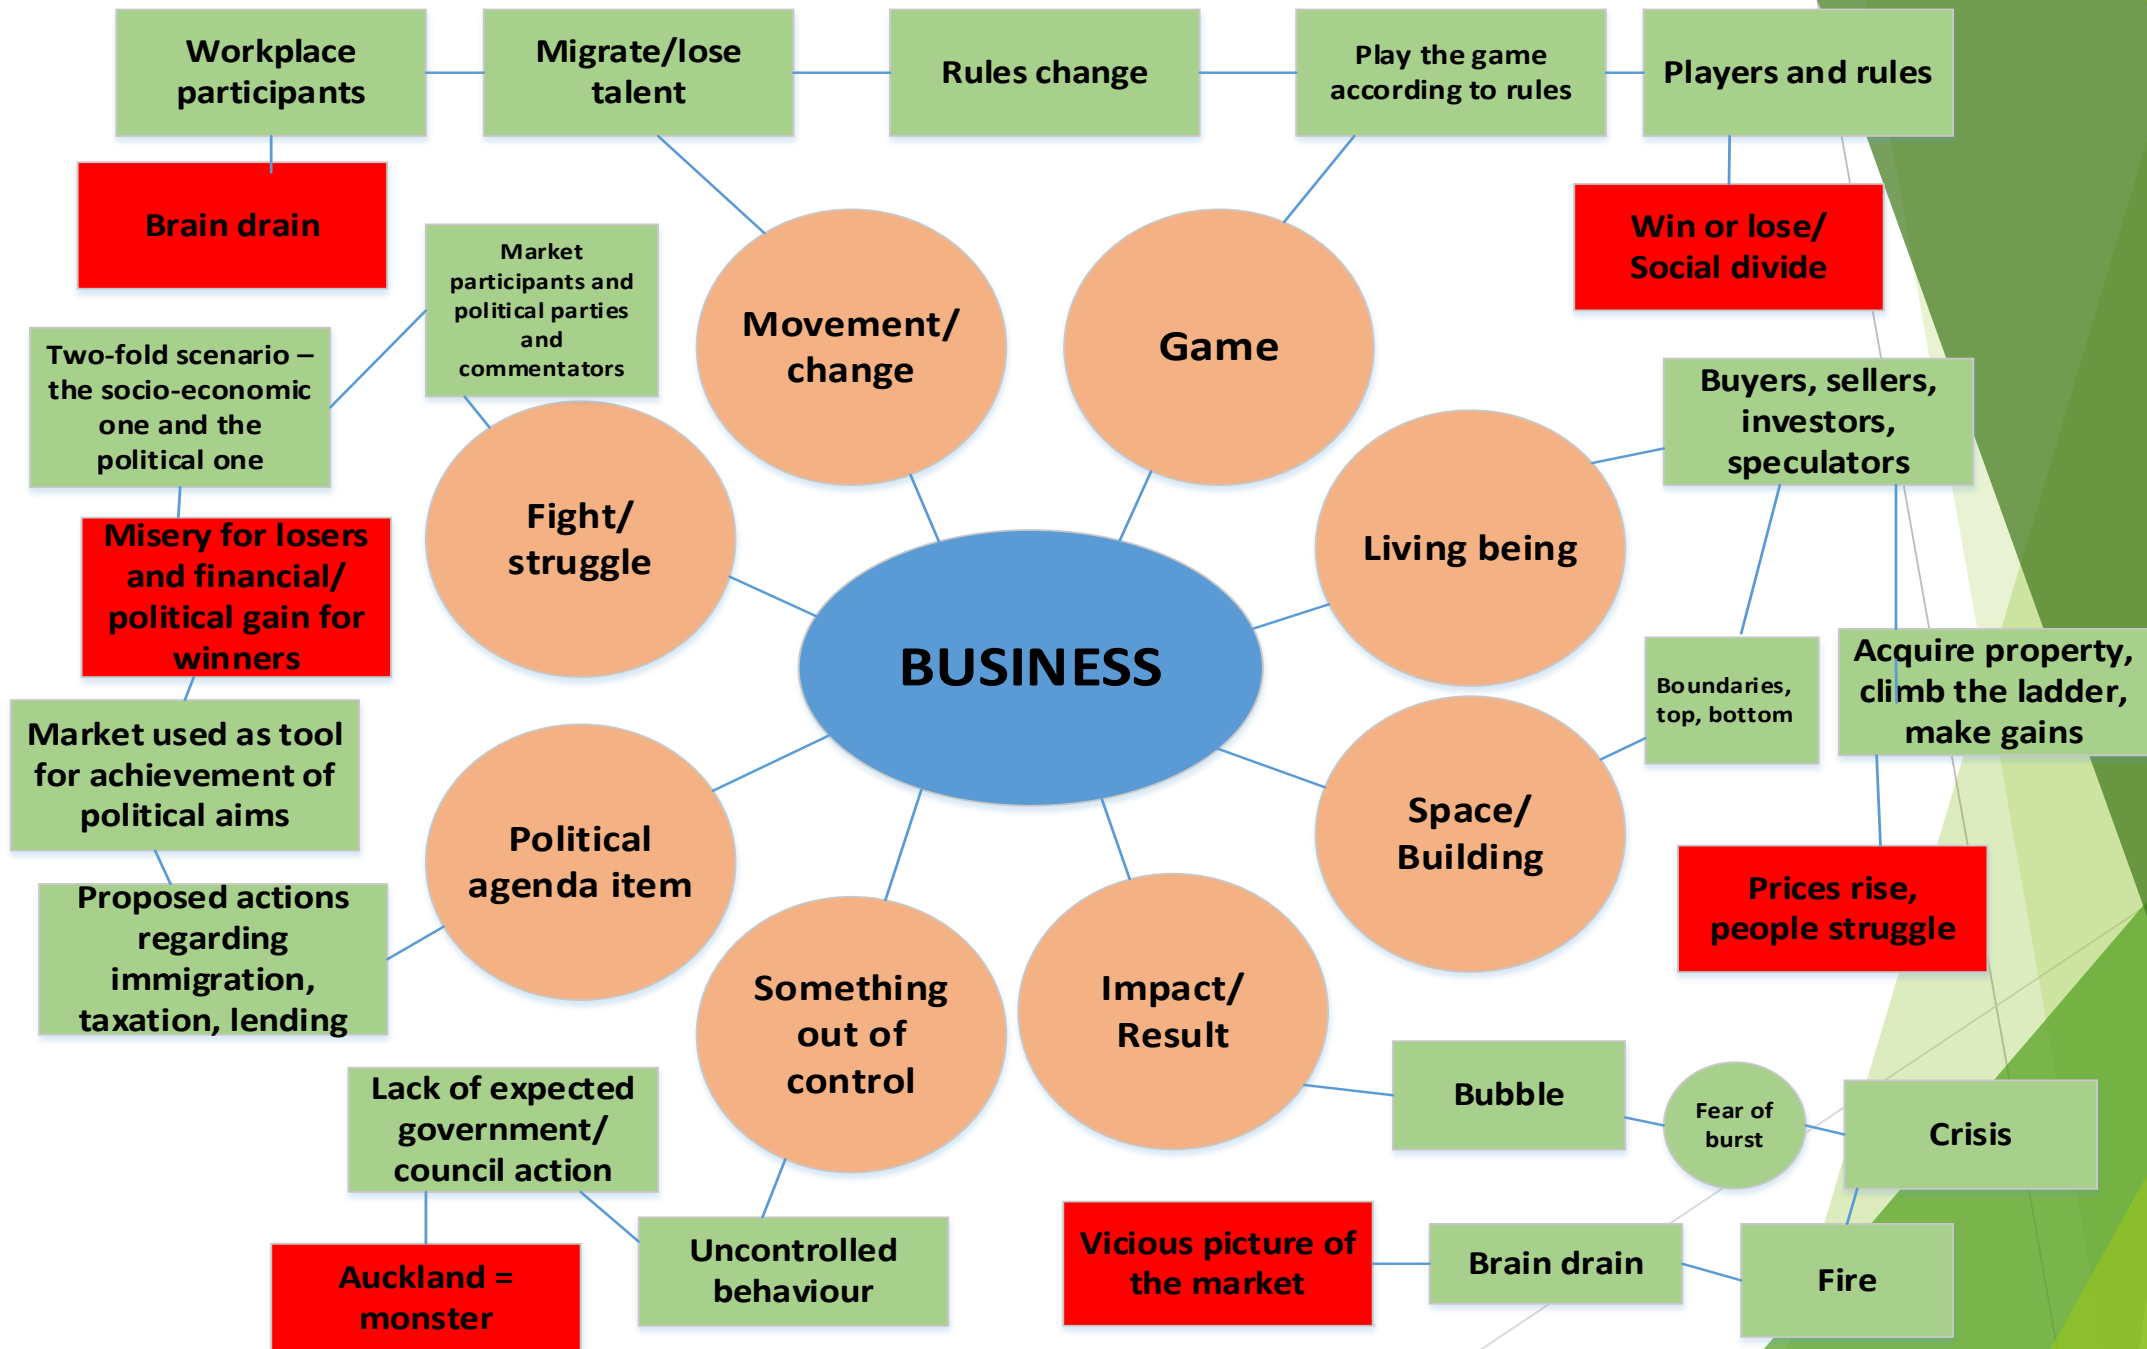 Workplace
participants
Migrate/lose
talent
Rules change
Play the game
according to rules
Players and rules
Brain drain
Win or lose/
Social divide
Market
participants and
political parties
and
commentators
Movement/
change
Game
Two-fold scenario –
the socio-economic
one and the
political one
Buyers, sellers,
investors,
speculators
Fight/
struggle
Living being
Misery for losers
and financial/
political gain for
winners
BUSINESS
Boundaries,
top, bottom
Acquire property,
climb the ladder,
make gains
Market used as tool
for achievement of
political aims
Political
agenda item
Space/
Building
Prices rise,
people struggle
Proposed actions
regarding
immigration,
taxation, lending
Something
out of
control
Impact/
Result
Lack of expected
government/
council action
Bubble
Fear of
burst
Crisis
Auckland =
monster
Uncontrolled
behaviour
Vicious picture of
the market
Brain drain
Fire